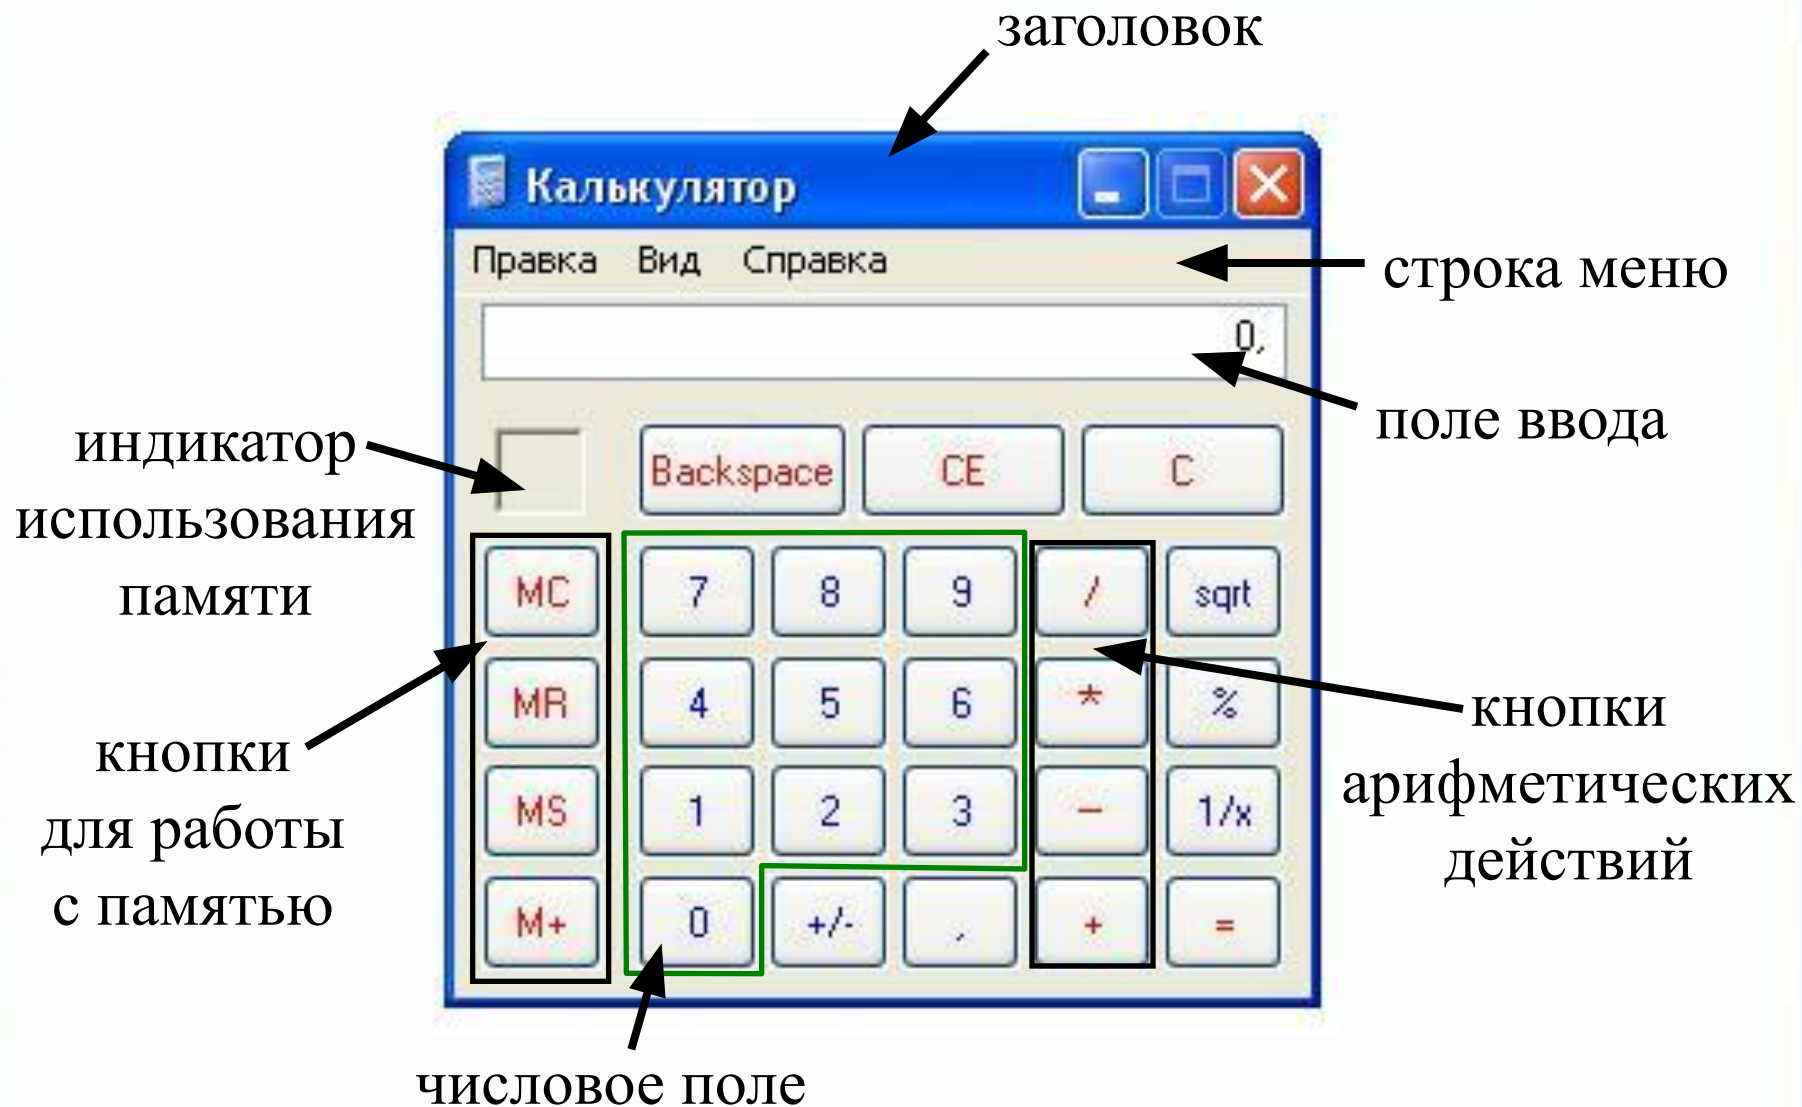 заголовок
Калькулятор
Правка Вид Справка
строка меню
0,
поле ввода
индикатор
использования
памяти
Backspace CE C
MC 7 8 9 / sqrt
MR 4 5 6 * %
кнопки
для работы
с памятью
кнопки
арифметических
действий
MS 1 2 3 - 1/x
M+ 0 +/- , + =
числовое поле